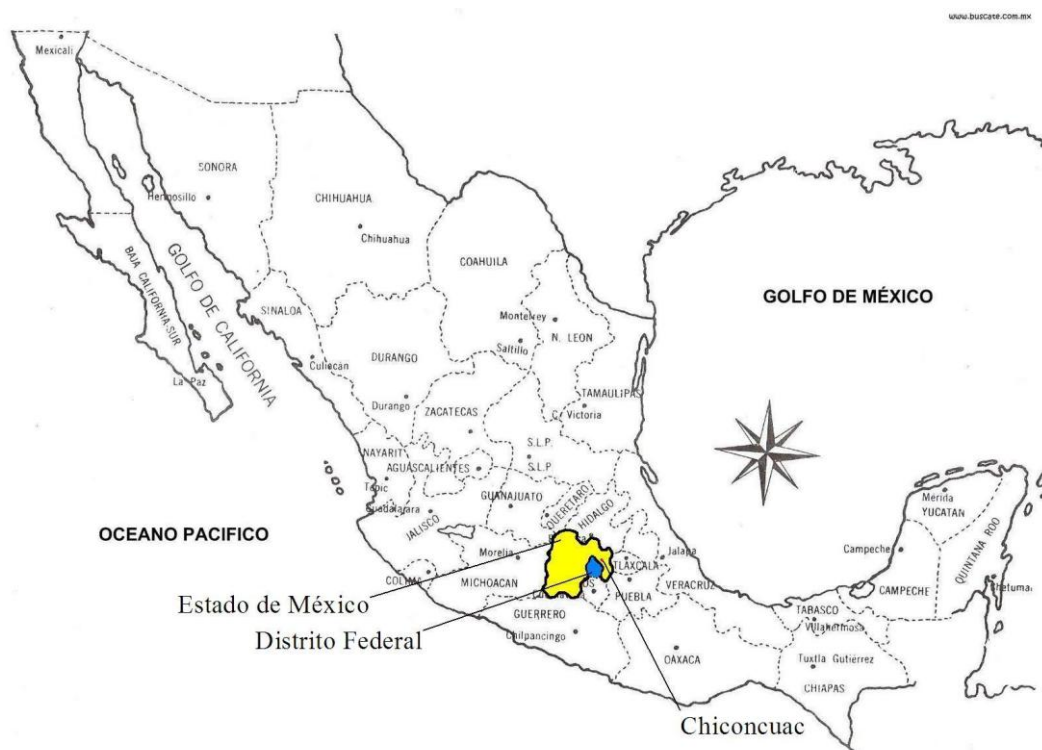 www.buscate.com.mx
Mexicali
SONORA
Hermosillo
CHIHUAHUA
Chihuahua
COAHUILA
BAJA CALIFORNIA-SUR
GOLFO DE CALIFORNIA
GOLFO DE MÉXICO
SINALOA
Monterrey
N. LEON
Saltillo
Culiacán
DURANGO
La Paz
TAMAULIPAS
Durango
ZACATECAS
C. Victoria
NAYARIT
S.L.P.
AGUASCALIENTES
S.L.P
Tepic
GUANAJUATO
QUERETARO
HIDALGO
Mérida
YUCATAN
Guadalajara
JALISCO
OCEANO PACIFICO
QUINTANA ROO
Morelia
Jalapa
Campeche
TLAXCALA
COLIMA
MICHOACAN
PUEBLA
VERACRUZ
CAMPECHE
Chetumal
Estado de México
GUERRERO
TABASCO
Villahermosa
Distrito Federal
Chilpancingo
OAXACA
Tuxtla Gutiérrez
CHIAPAS
Chiconcuac